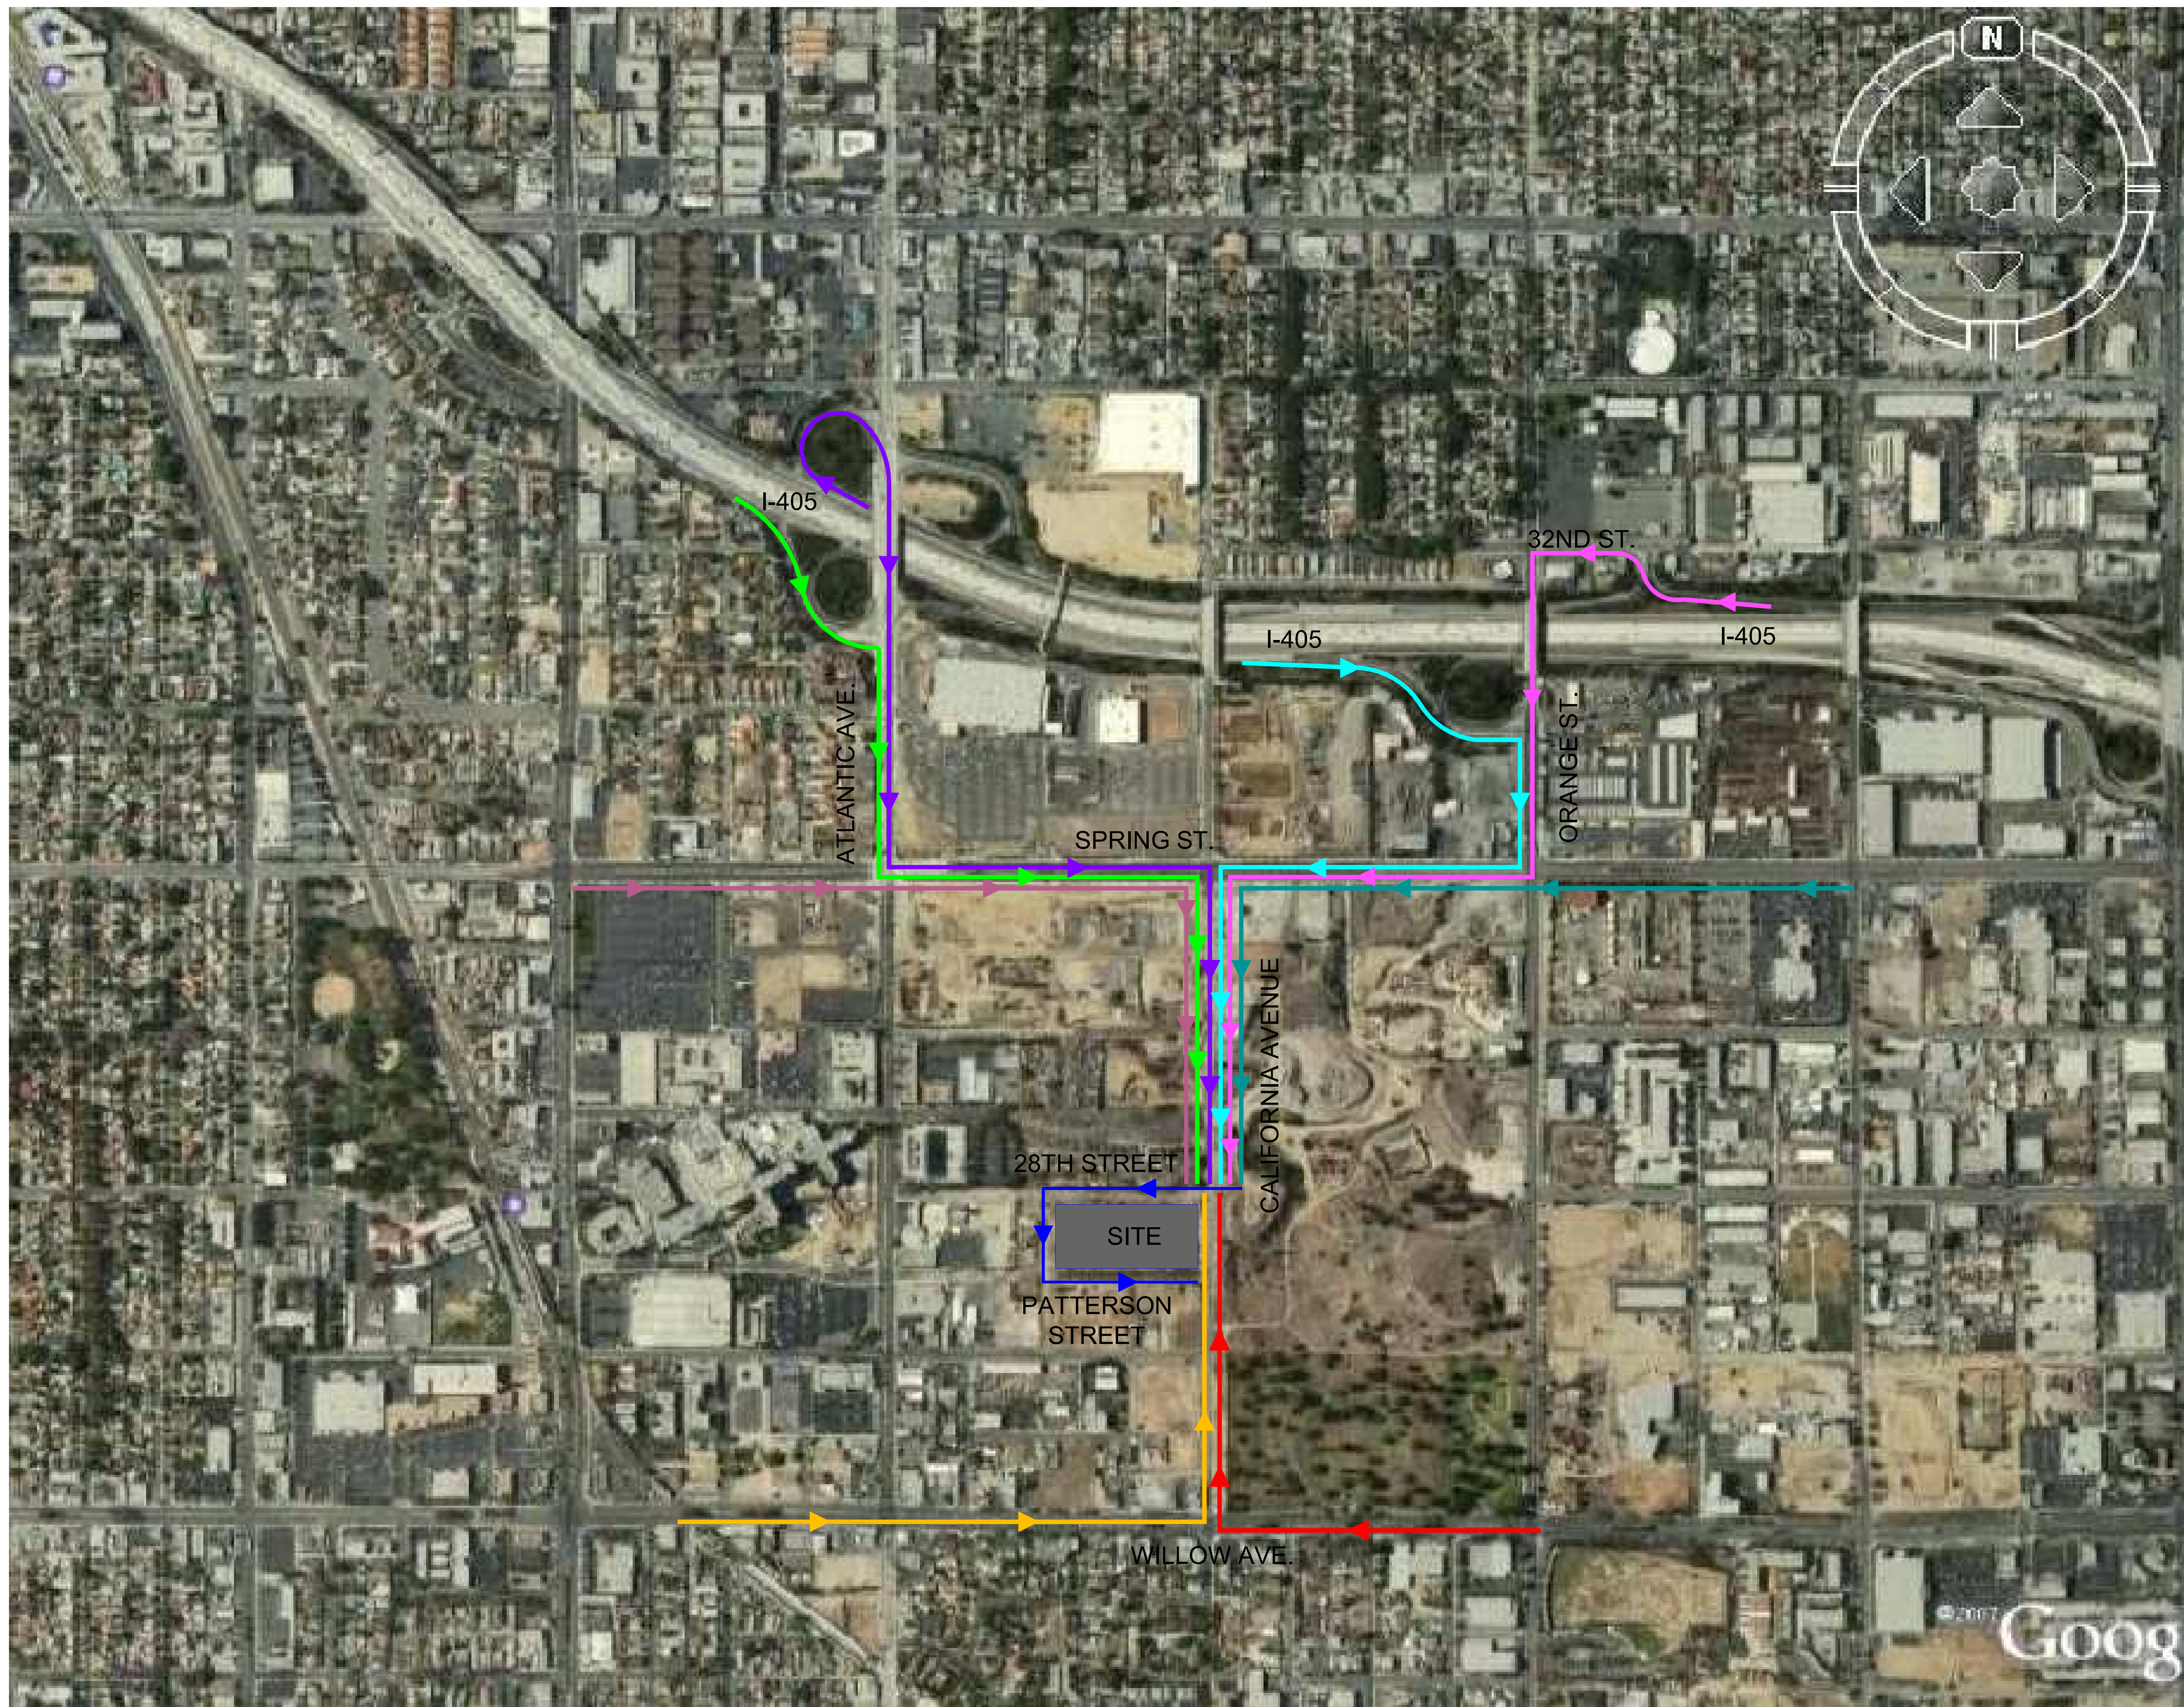 N
I-405
32ND ST.
I-405
I-405
ATLANTIC AVE.
ORANGE ST.
SPRING ST.
CALIFORNIA AVENUE
28TH STREET
SITE
PATTERSON
STREET
WILLOW AVE.
©2007
Goog